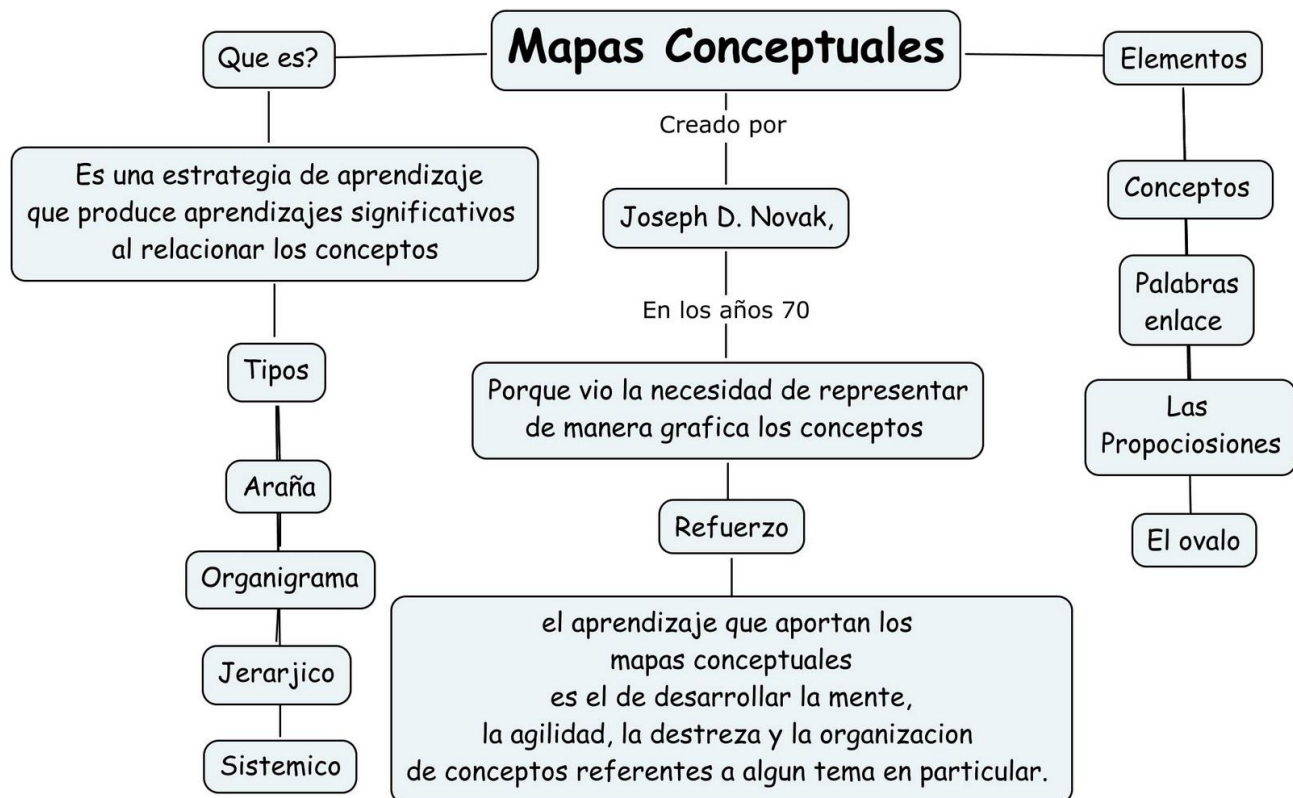 Mapas Conceptuales
Que es?
Es una estrategia de aprendizaje
que produce aprendizajes significativos
al relacionar los conceptos
Tipos
Araña
Organigrama
Jerarjico
Sistemico
Creado por
Joseph D. Novak,
En los años 70
Porque vio la necesidad de representar
de manera grafica los conceptos
Refuerzo
el aprendizaje que aportan los
mapas conceptuales
es el de desarrollar la mente,
la agilidad, la destreza y la organizacion
de conceptos referentes a algun tema en particular.
Elementos
Conceptos
Palabras
enlace
Las
Propociosiones
El ovalo